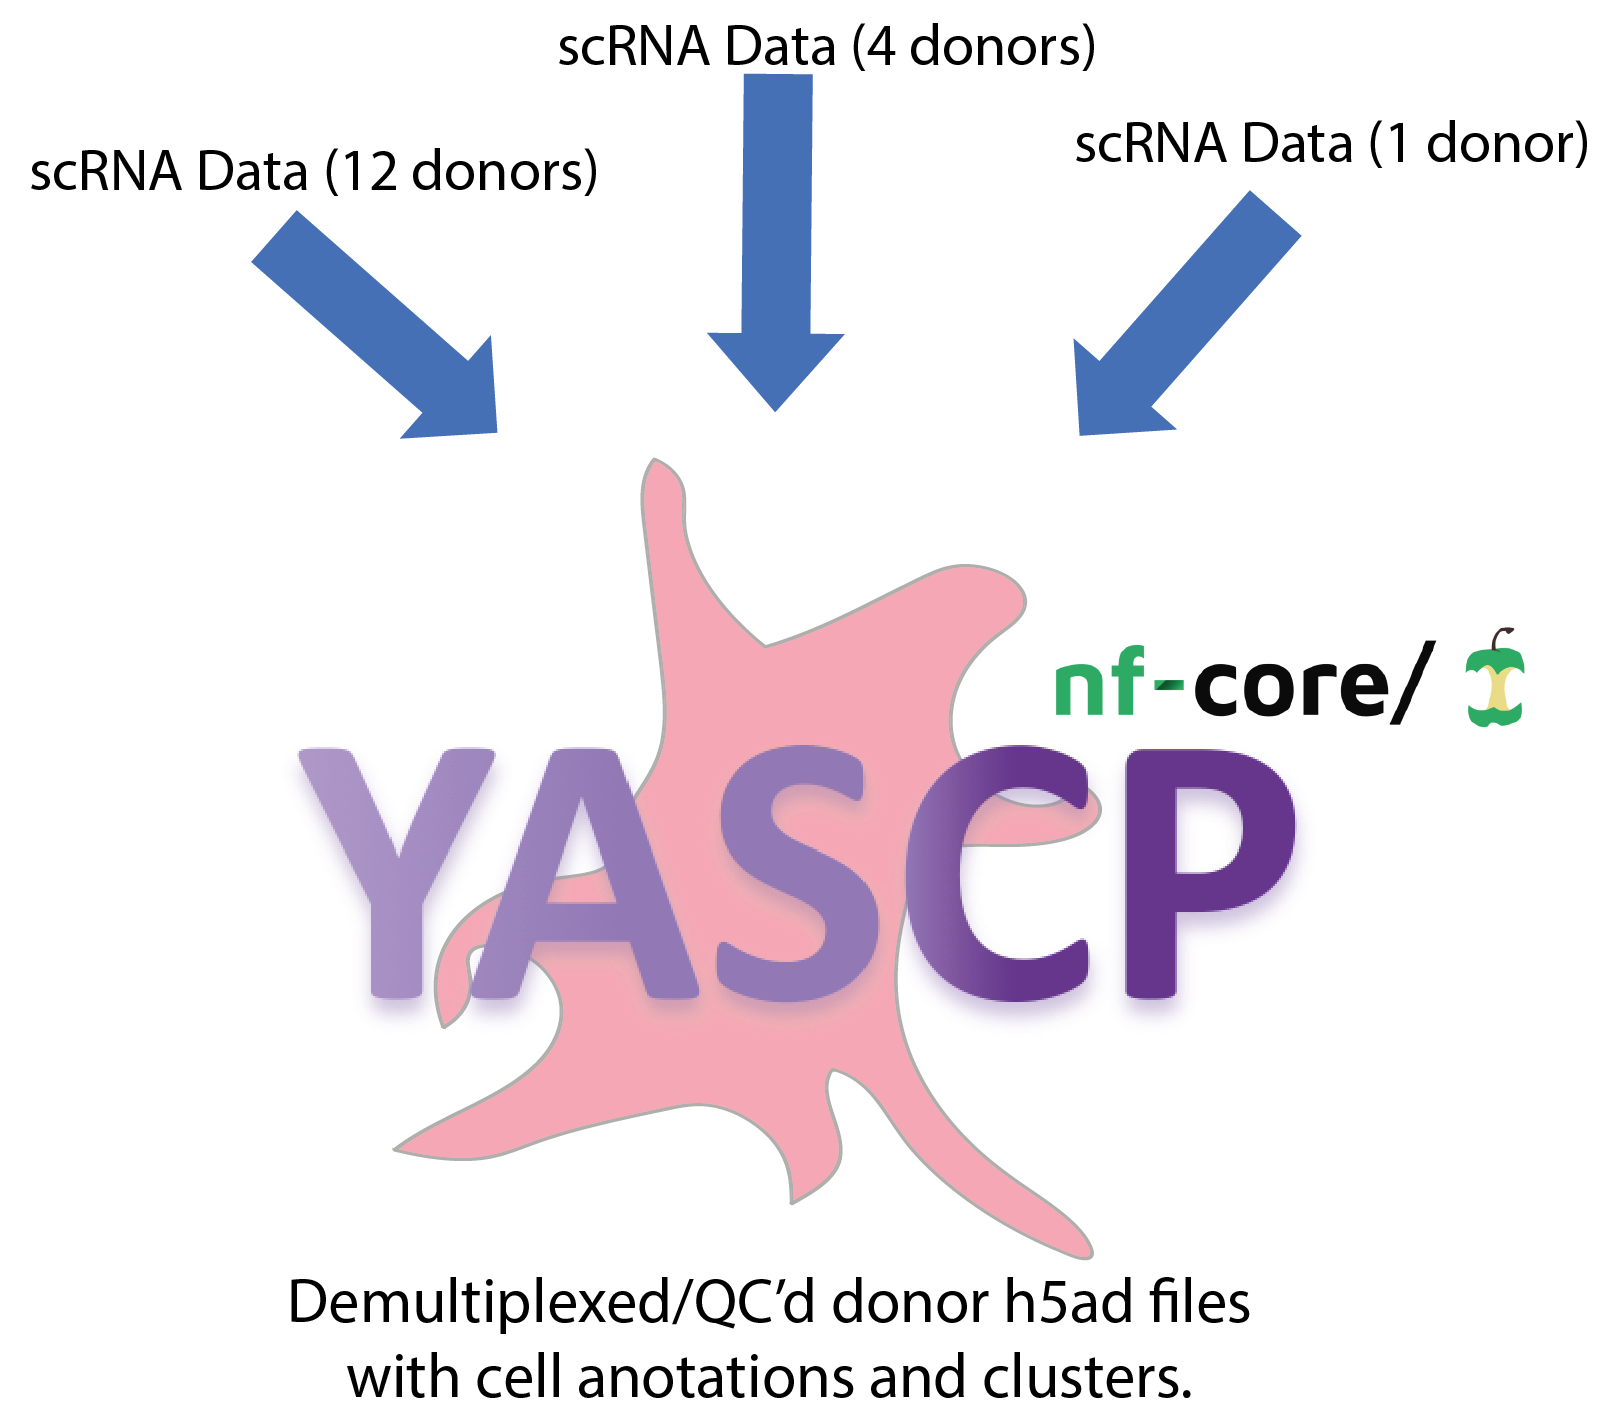 scRNA Data (4 donors)
scRNA Data (12 donors)
scRNA Data (1 donor)
nf-core/
YASCP
Demultiplexed/QC’d donor h5ad files
with cell anotations and clusters.